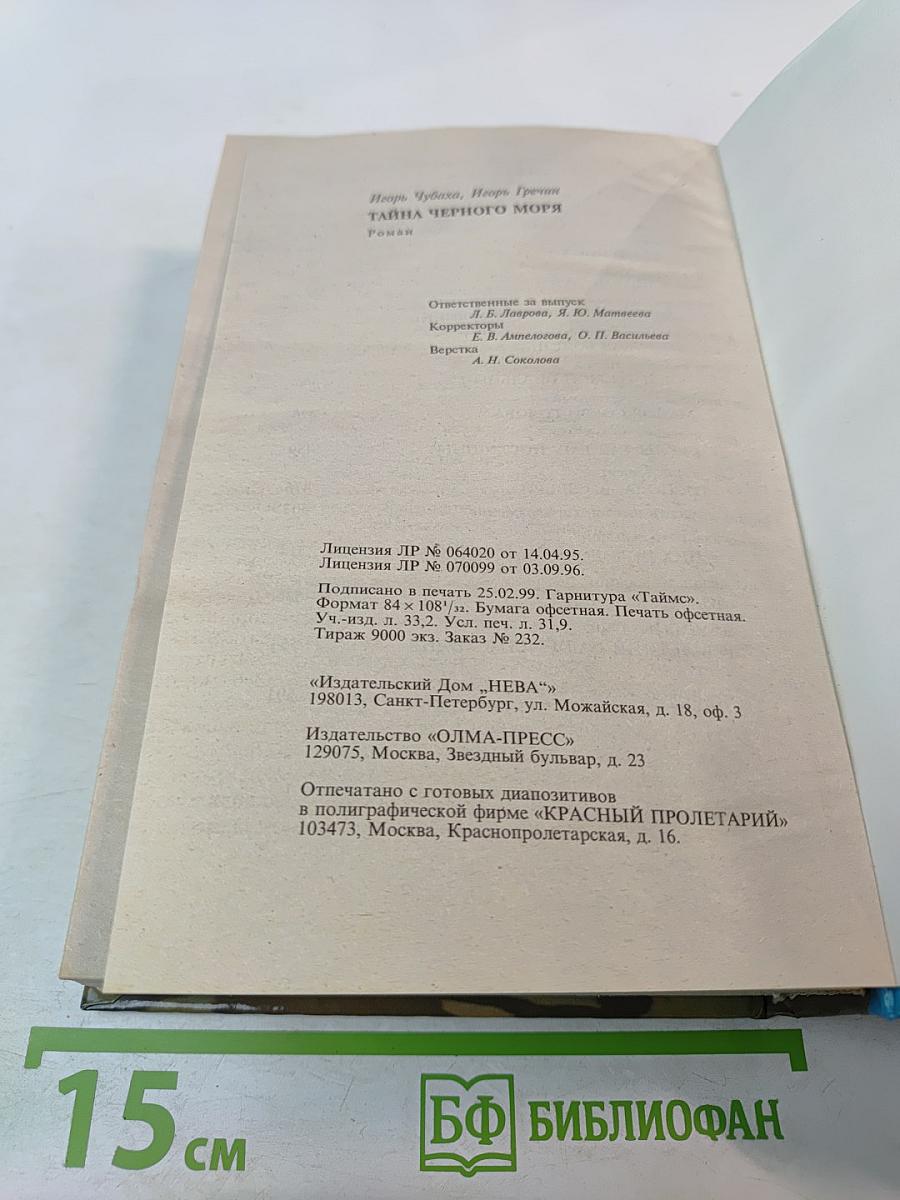 Игорь Чубаха, Игорь Гречин
ТАЙНА ЧЕРНОГО МОРЯ
Роман
Ответственные за выпуск
Л. Б. Лаврова, Я. Ю. Матвеева
Корректоры
Е. В. Ампелогова, О. П. Васильева
Верстка
А. Н. Соколова
Лицензия ЛР № 064020 от 14.04.95.
Лицензия ЛР № 070099 от 03.09.96.
Подписано в печать 25.02.99. Гарнитура «Таймс».
Формат 84 × 108¹/₃₂. Бумага офсетная. Печать офсетная.
Уч.-изд. л. 33,2. Усл. печ. л. 31,9.
Тираж 9000 экз. Заказ № 232.
«Издательский Дом „НЕВА“»
198013, Санкт-Петербург, ул. Можайская, д. 18, оф. 3
Издательство «ОЛМА-ПРЕСС»
129075, Москва, Звездный бульвар, д. 23
Отпечатано с готовых диапозитивов
в полиграфической фирме «КРАСНЫЙ ПРОЛЕТАРИЙ»
103473, Москва, Краснопролетарская, д. 16.
15 см
БФ БИБЛИОФАН